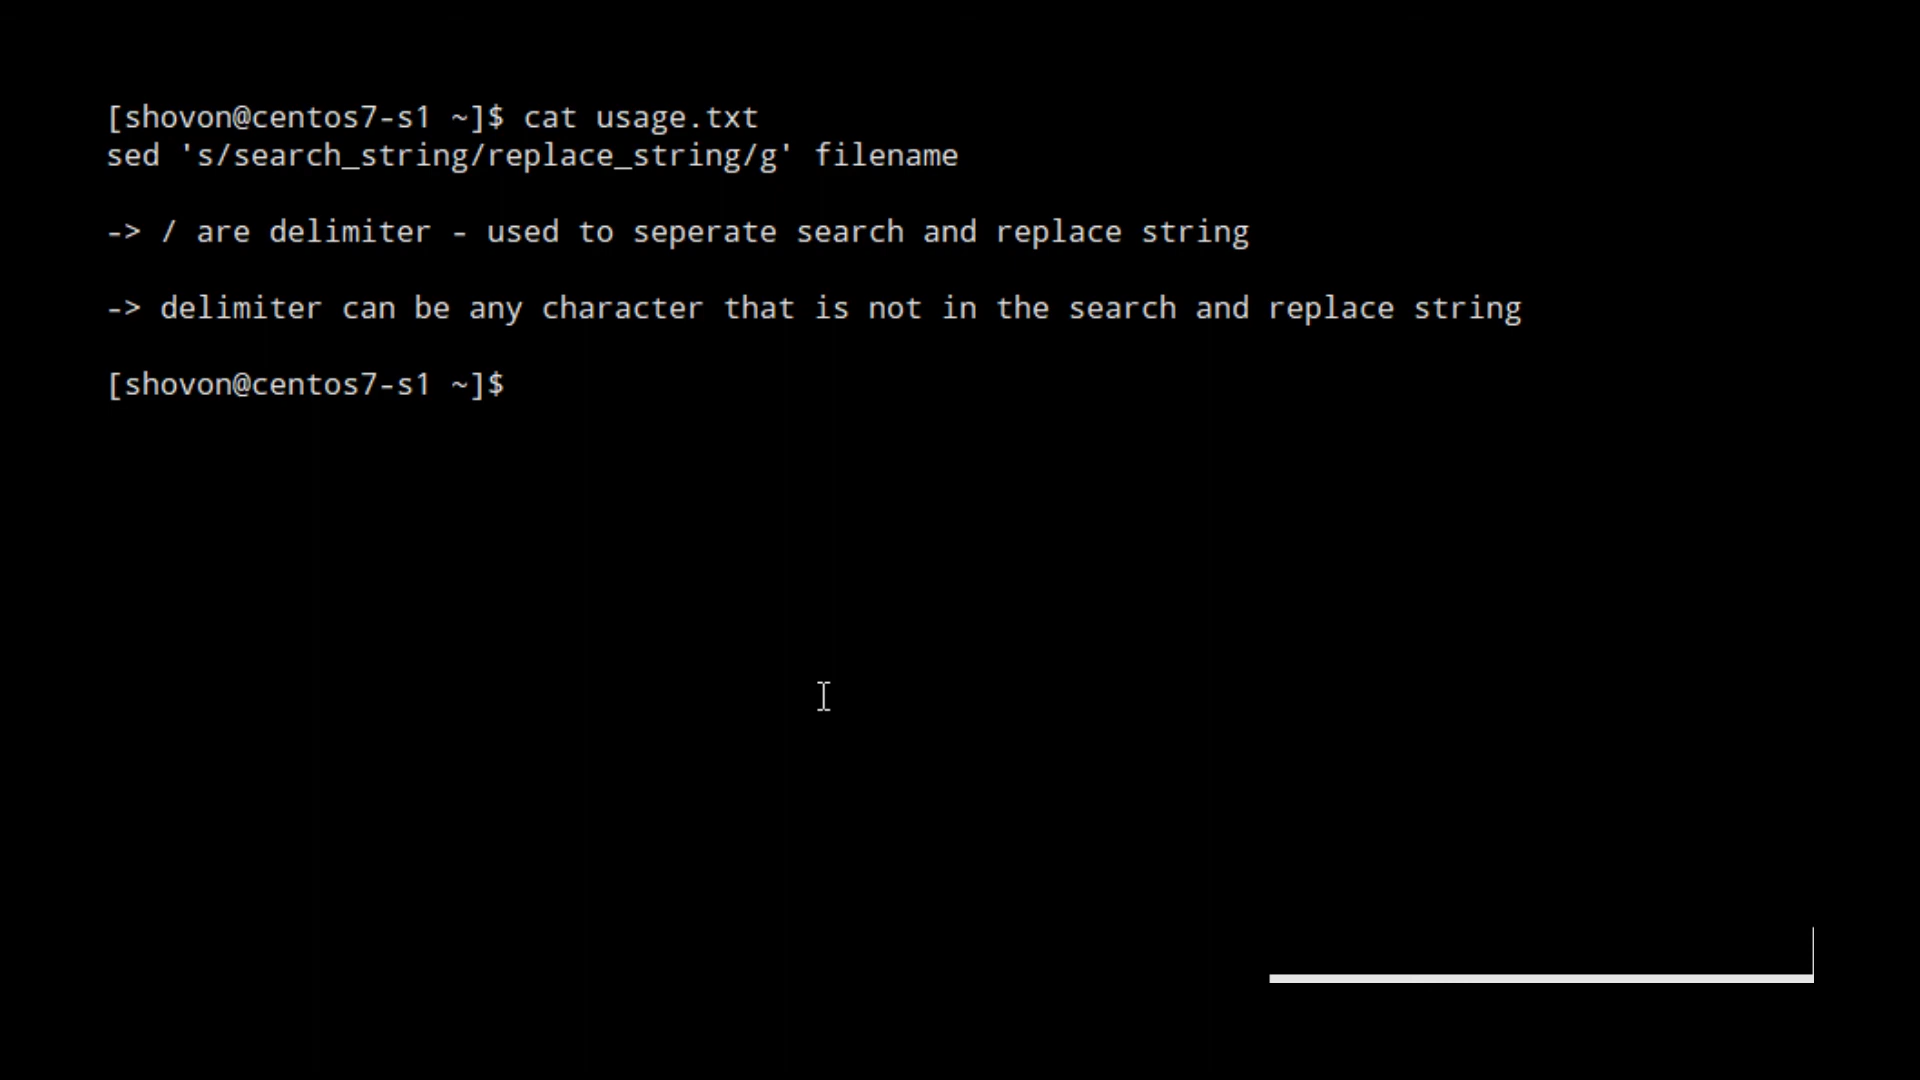 [shovon@centos7-s1 ~]$ cat usage.txt
sed 's/search_string/replace_string/g' filename
-> / are delimiter - used to seperate search and replace string
-> delimiter can be any character that is not in the search and replace string
[shovon@centos7-s1 ~]$